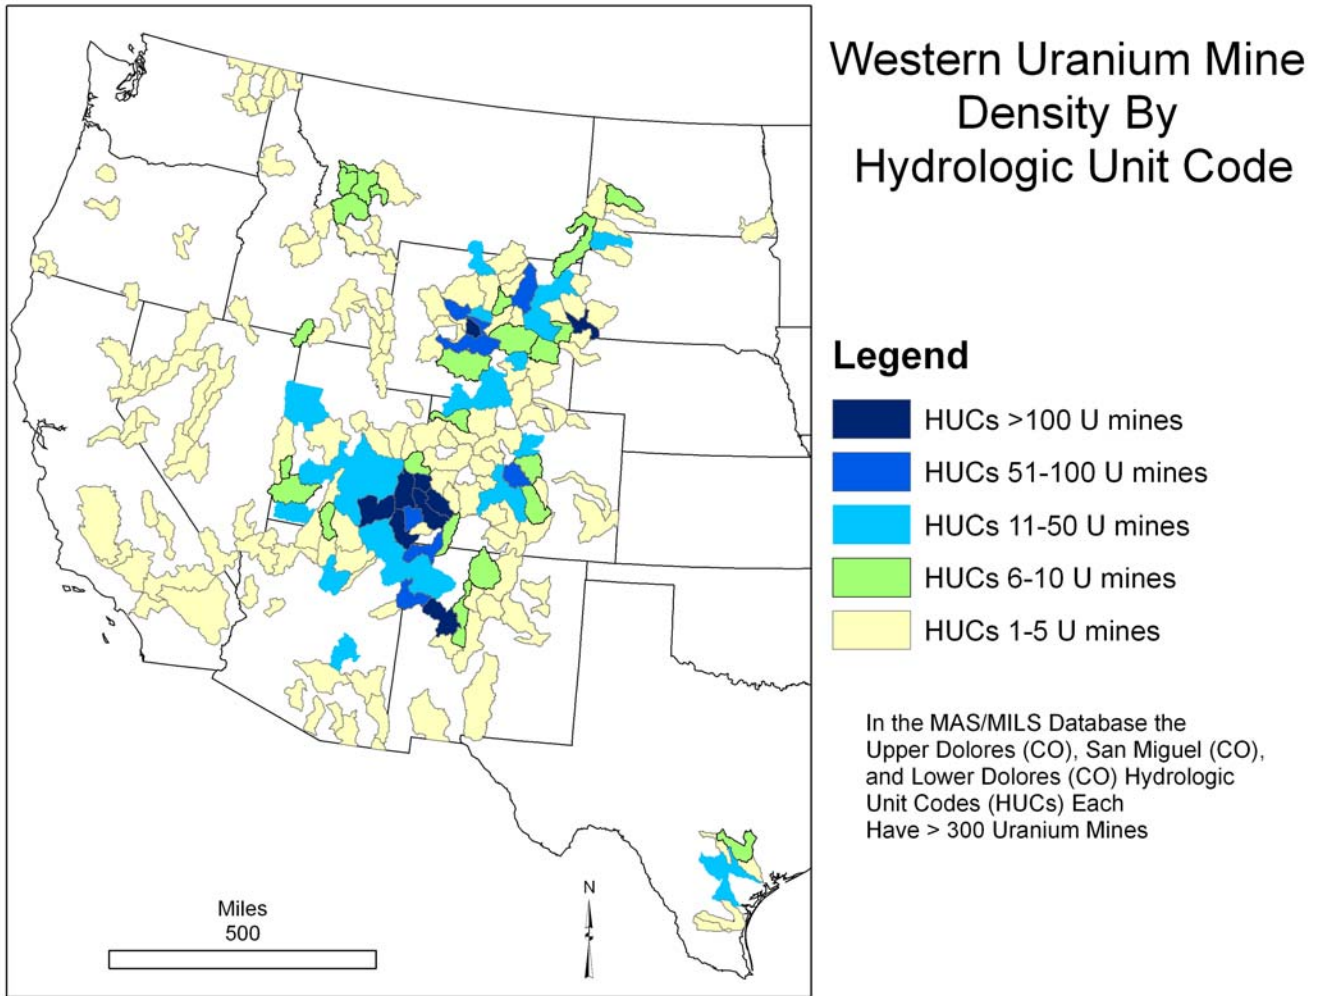 Western Uranium Mine
Density By
Hydrologic Unit Code
Legend
HUCs >100 U mines
HUCs 51-100 U mines
HUCs 11-50 U mines
HUCs 6-10 U mines
HUCs 1-5 U mines
In the MAS/MILS Database the
Upper Dolores (CO), San Miguel (CO),
and Lower Dolores (CO) Hydrologic
Unit Codes (HUCs) Each
Have > 300 Uranium Mines
Miles
500
N